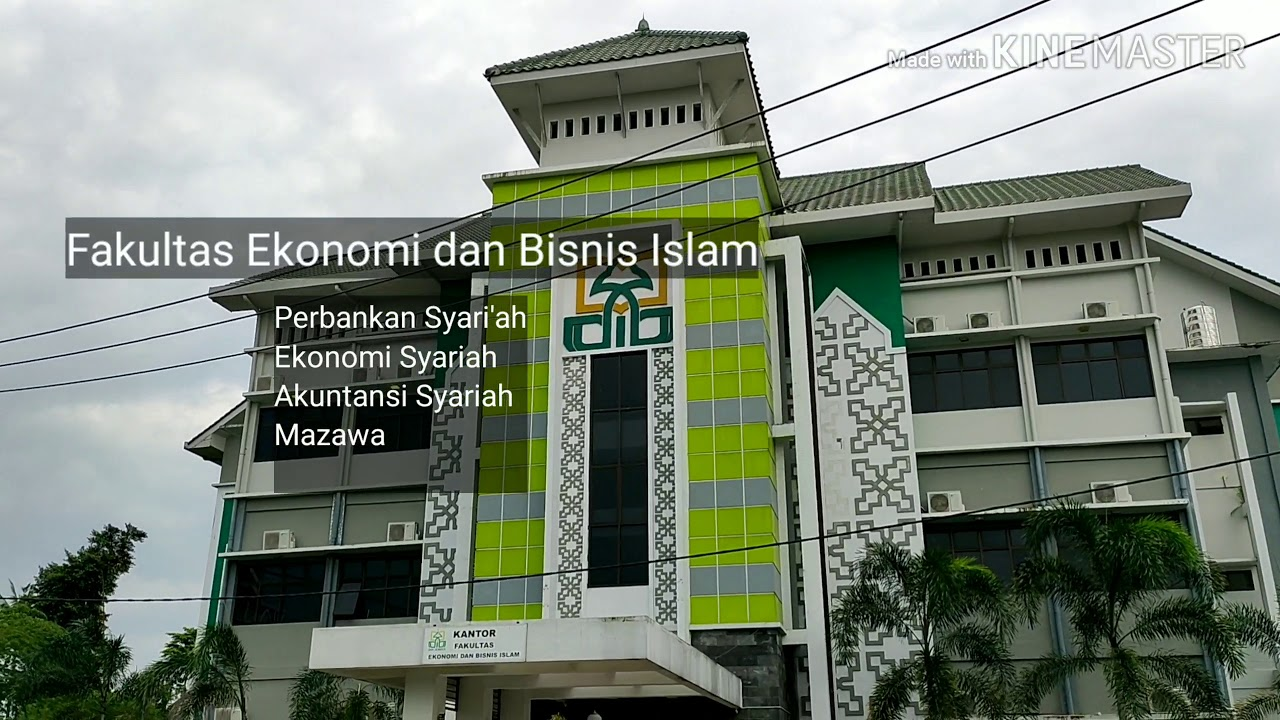 Made with KINEMASTER
Fakultas Ekonomi dan Bisnis Islam
Perbankan Syari'ah
Ekonomi Syariah
Akuntansi Syariah
Mazawa
KANTOR
FAKULTAS
EKONOMI DAN BISNIS ISLAM